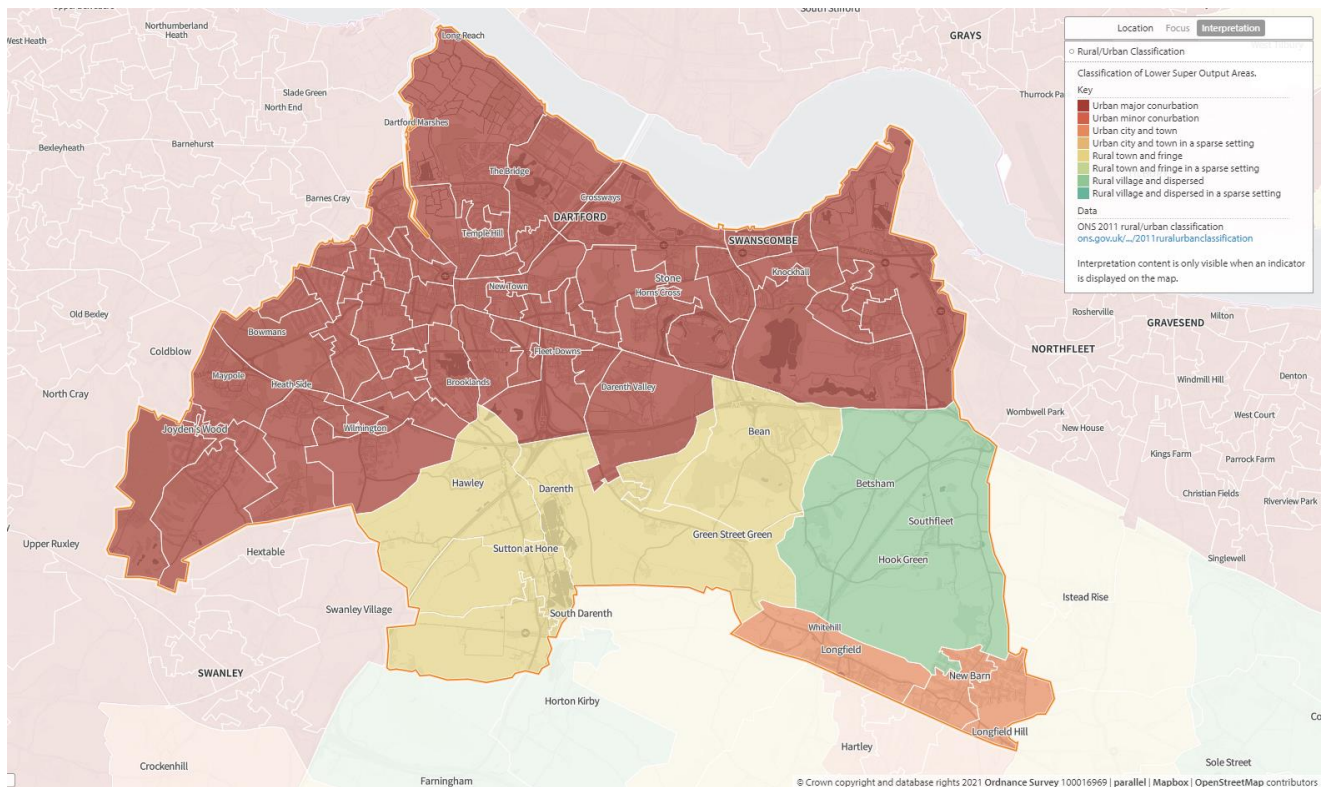 South Stifford
Northumberland
Heath
West Heath
GRAYS
Long Reach
Slade Green
North End
Thurrock Pa
Dartford Marshes
Bexleyheath
Barnehurst
The Bridge
Barnes Cray
Crossways
DARTFORD
Temple Hill
SWANSCOMBE
Stone
Knockhall
New Town
Horns Cross
Old Bexley
Bowmans
Coldblow
Fleet-Downs
Maypole
Heath Side
Brooklands
Darenth Valley
North Cray
Joyden's Wood
Wilmington
Rosherville
Milton
GRAVESEND
NORTHFLEET
Windmill Hill
Denton
Wombwell Park
West Court
New House
Kings Farm
Parrock Farm
Christian Fields
Riverview Park
Singlewell
Bean
Hawley
Darenth
Betsham
Southfleet
Green Street Green
Hook Green
Upper Ruxley
Hextable
Sutton at Hone
Swanley Village
South Darenth
Istead Rise
Whitehill
Longfield
SWANLEY
New Barn
Horton Kirby
Longfield Hill
Hartley
Crockenhill
Farningham
Sole Street
Co
Location Focus Interpretation
Rural/Urban Classification
Classification of Lower Super Output Areas.
Key
Urban major conurbation
Urban minor conurbation
Urban city and town
Urban city and town in a sparse setting
Rural town and fringe
Rural town and fringe in a sparse setting
Rural village and dispersed
Rural village and dispersed in a sparse setting
Data
ONS 2011 rural/urban classification
ons.gov.uk/.../2011ruralurbanclassification
Interpretation content is only visible when an indicator
is displayed on the map.
© Crown copyright and database rights 2021 Ordnance Survey 100016969 | parallel | Mapbox | OpenStreetMap contributors